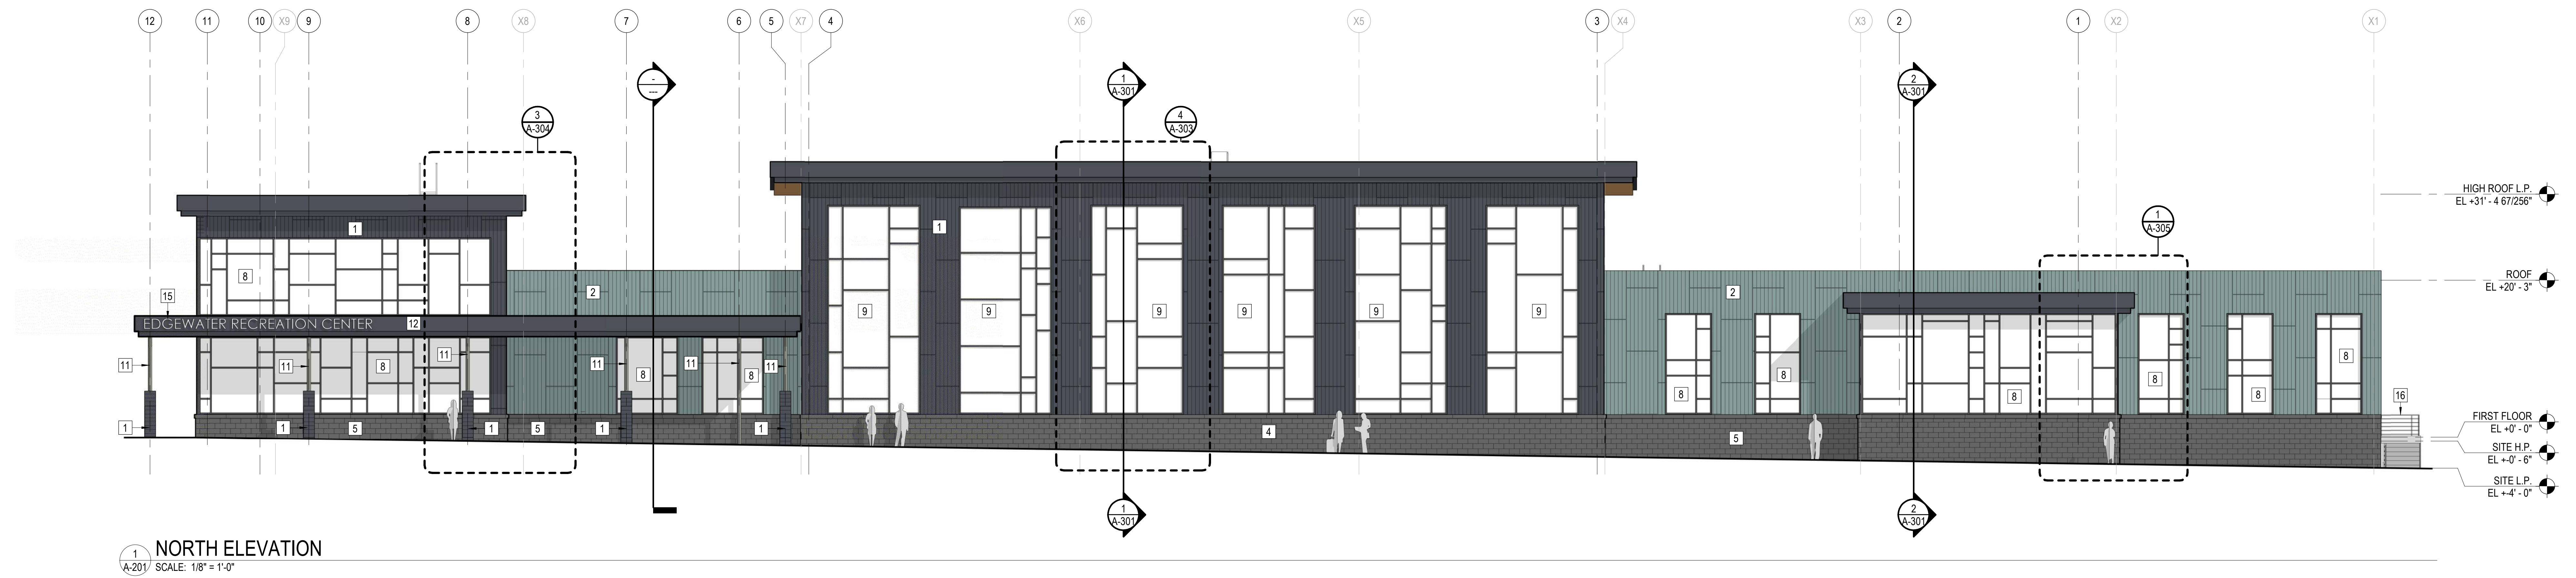 12 11 10 X9 9 8 X8 7 6 5 X7 4 X6 X5 3 X4 X3 2 1 X2 X1
-
---
1
A-301
2
A-301
3
A-304
4
A-303
HIGH ROOF L.P.
EL +31' - 4 67/256"
1
A-305
1
1
8
ROOF
EL +20' - 3"
2
2
15
9 9 9 9 9 9
EDGEWATER RECREATION CENTER 12
11 11 8 11 11 8 11 8 11
8 8 8 8 8 8
16
FIRST FLOOR
EL +0' - 0"
1 1 5 1 5 1 1 4 5
SITE H.P.
EL +-0' - 6"
SITE L.P.
EL +-4' - 0"
1
A-301
2
A-301
1
A-201
NORTH ELEVATION
SCALE: 1/8" = 1'-0"